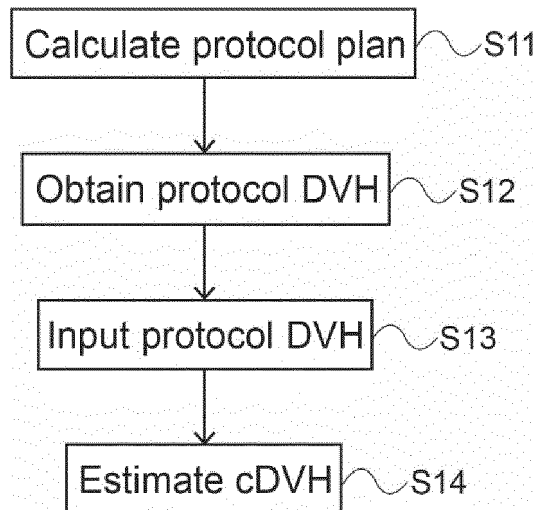 Calculate protocol plan S11
Obtain protocol DVH S12
Input protocol DVH S13
Estimate cDVH S14